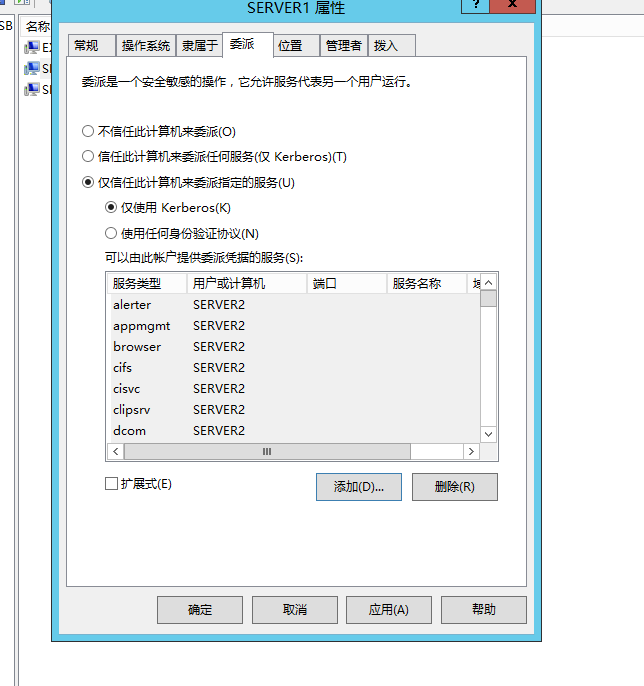 SERVER1 属性
?
x
SB
名称
常规 操作系统 隶属于 委派 位置 管理者 拨入
委派是一个安全敏感的操作，它允许服务代表另一个用户运行。
不信任此计算机来委派(O)
信任此计算机来委派任何服务(仅 Kerberos)(T)
仅信任此计算机来委派指定的服务(U)
仅使用 Kerberos(K)
使用任何身份验证协议(N)
可以由此帐户提供委派凭据的服务(S):
服务类型 用户或计算机 端口 服务名称
alerter SERVER2
appmgmt SERVER2
browser SERVER2
cifs SERVER2
cisvc SERVER2
clipsrv SERVER2
dcom SERVER2
扩展式(E) 添加(D)... 删除(R)
确定 取消 应用(A) 帮助